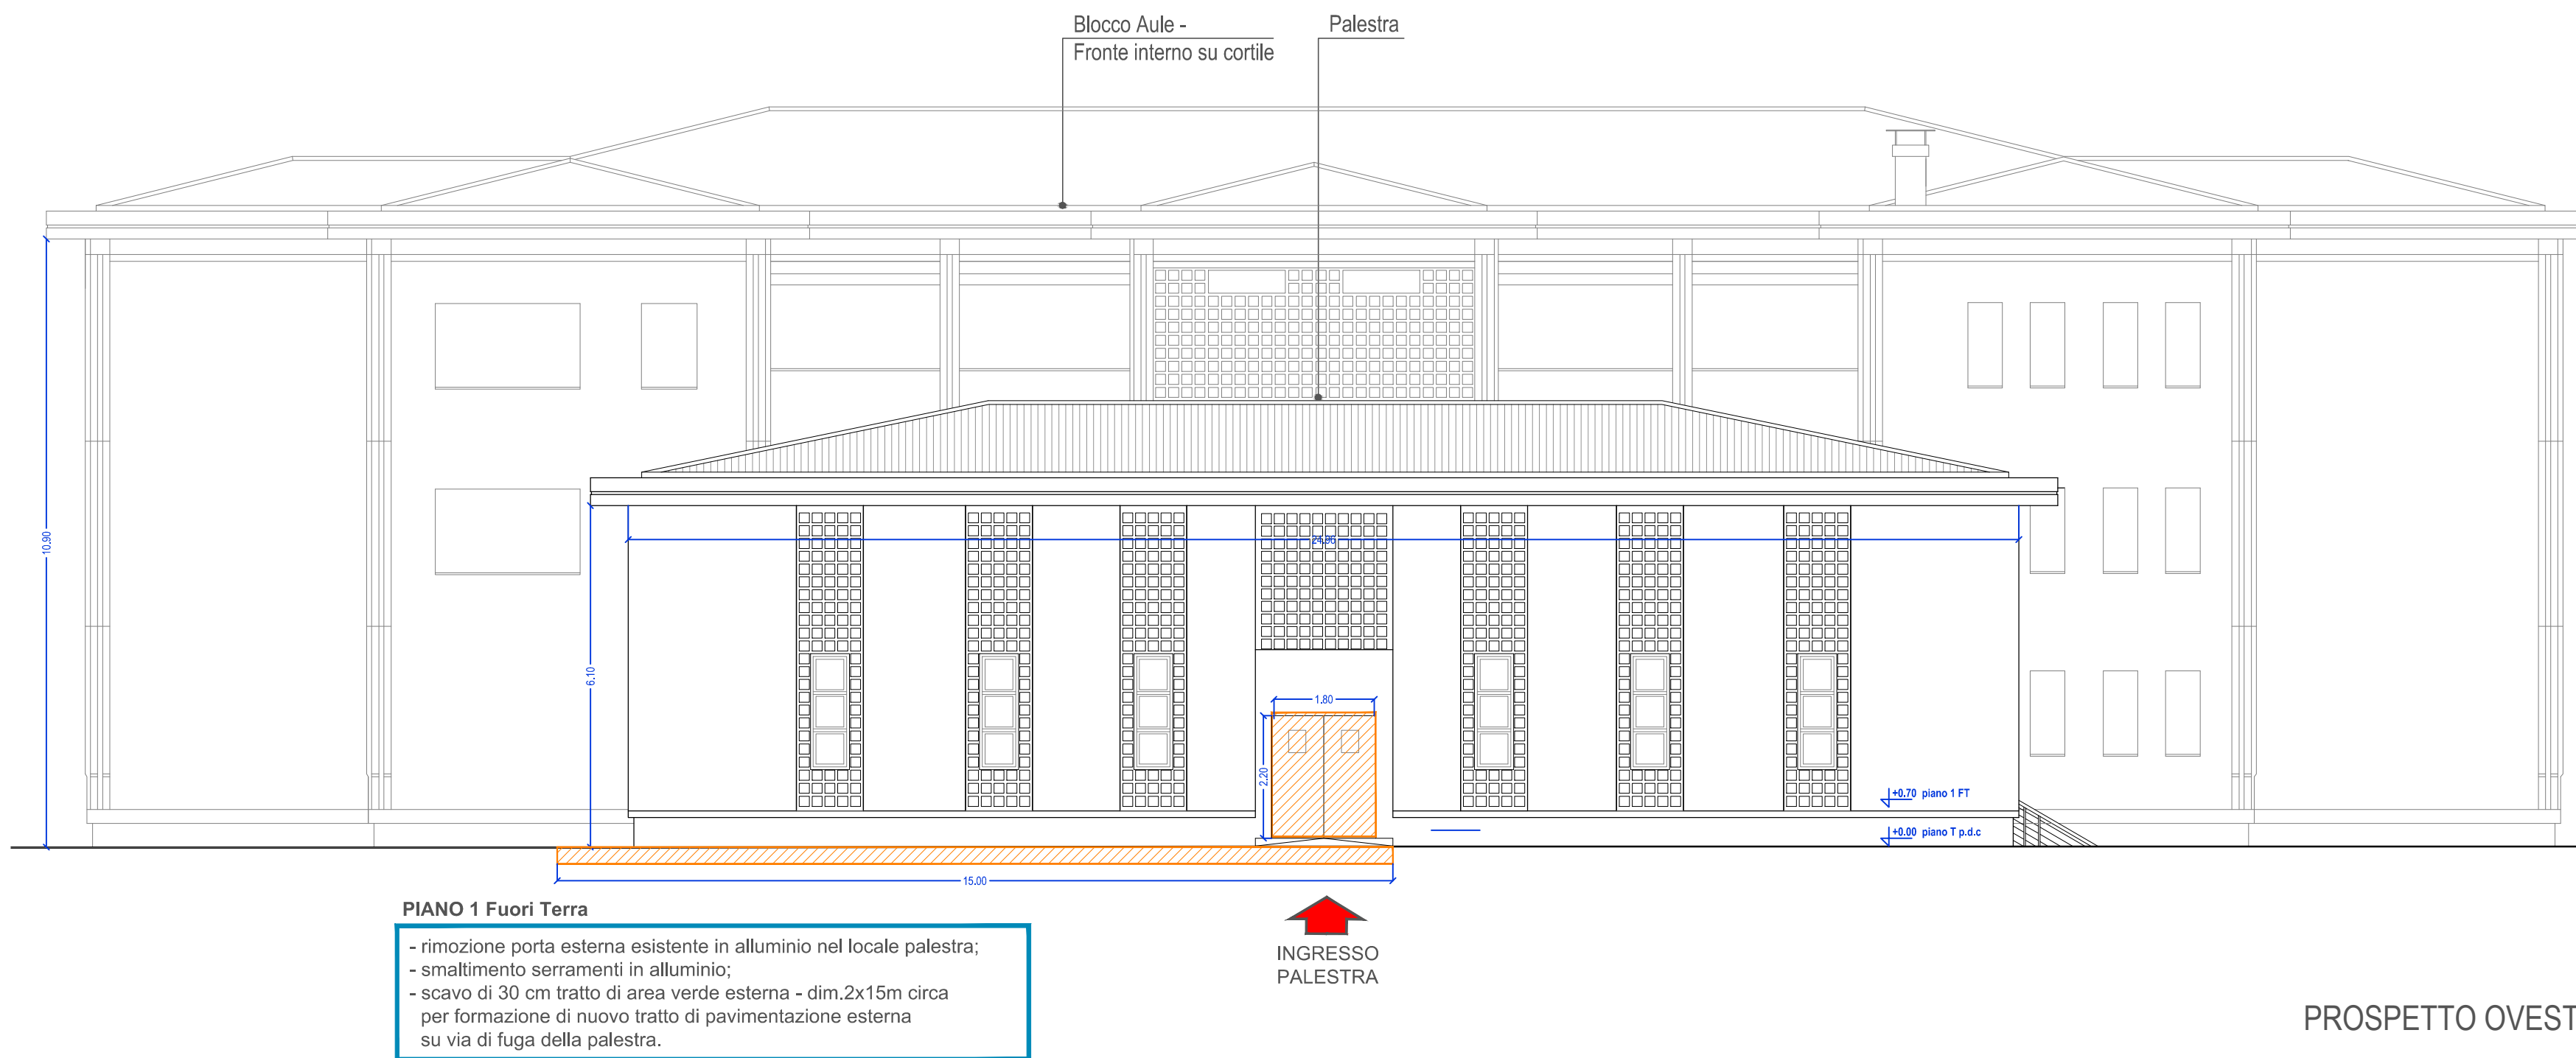 Blocco Aule -
Fronte interno su cortile
Palestra
10.90
24.96
6.10
1.80
2.20
+0.70 piano 1 FT
+0.00 piano T p.d.c
15.00
PIANO 1 Fuori Terra
- rimozione porta esterna esistente in alluminio nel locale palestra;
- smaltimento serramenti in alluminio;
- scavo di 30 cm tratto di area verde esterna - dim.2x15m circa
per formazione di nuovo tratto di pavimentazione esterna
su via di fuga della palestra.
INGRESSO
PALESTRA
PROSPETTO OVEST